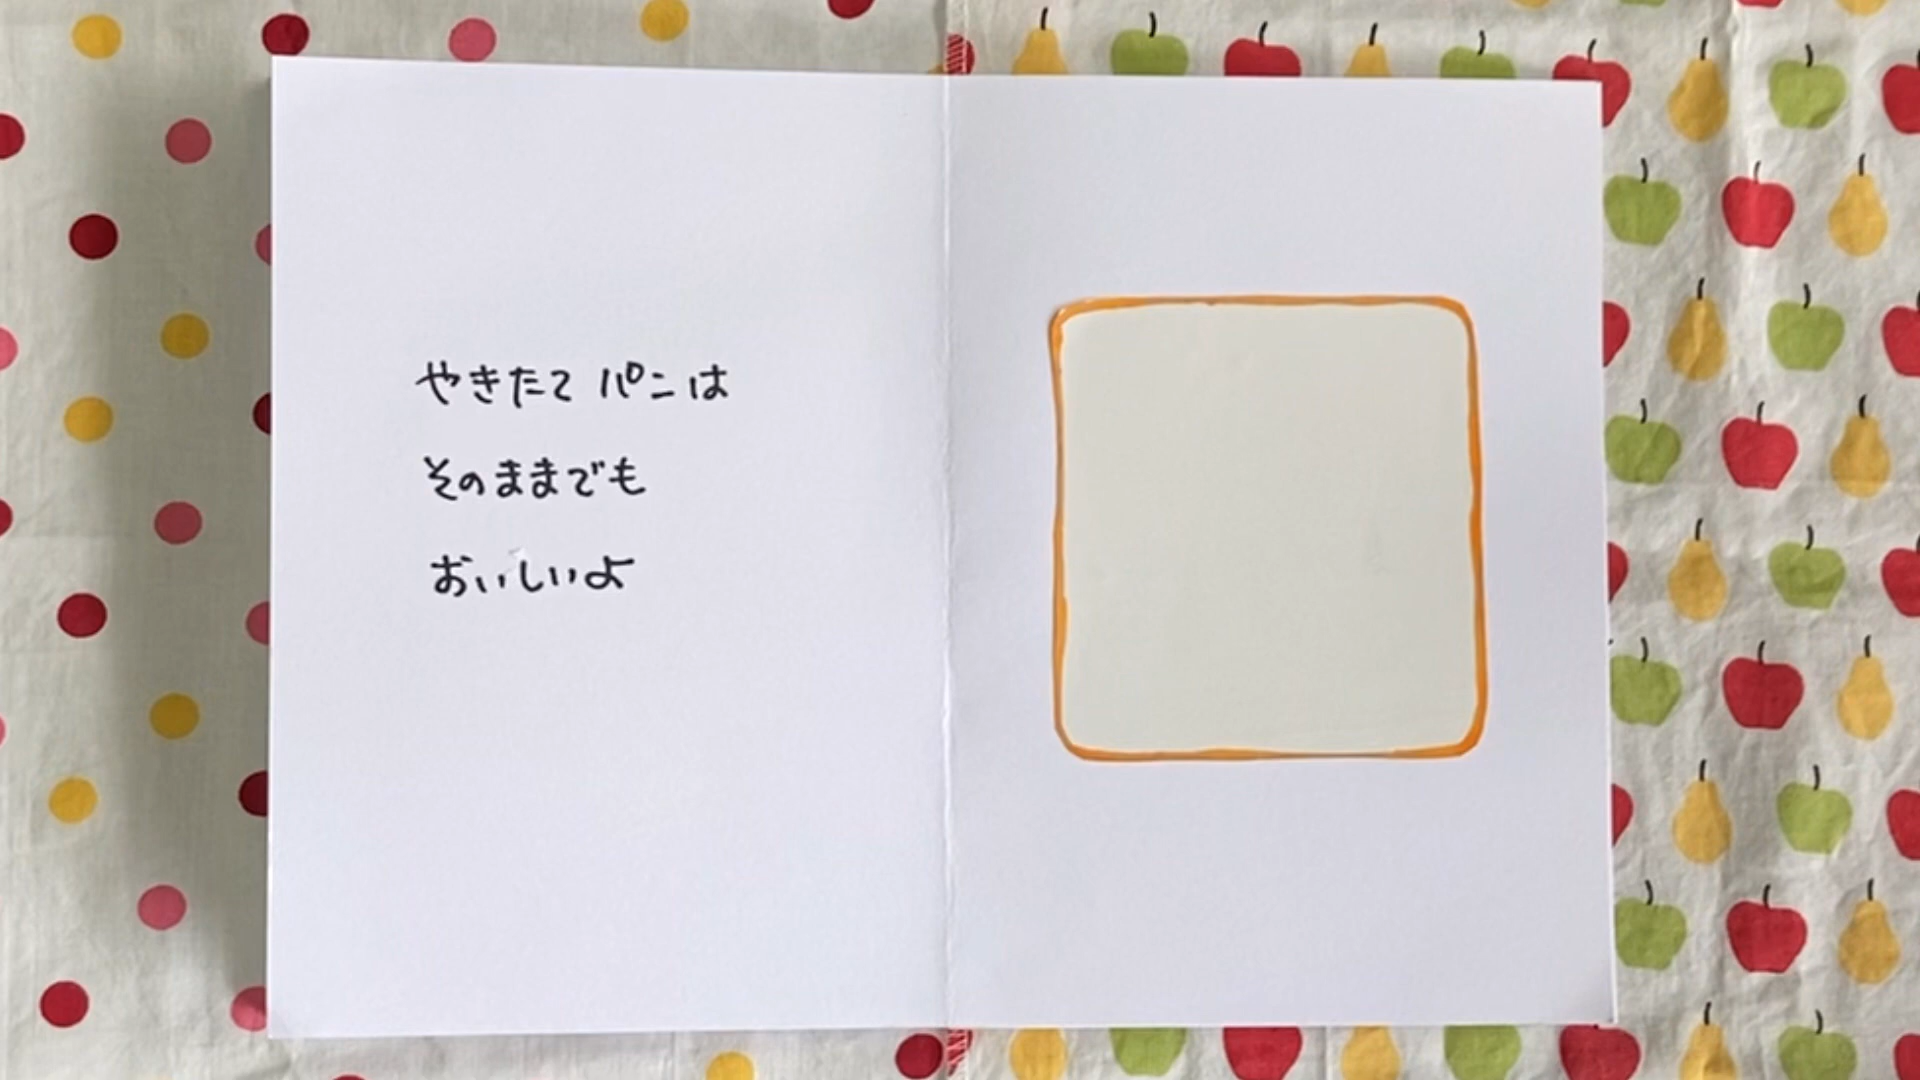 やきたて パンは
そのままでも
おいしいよ